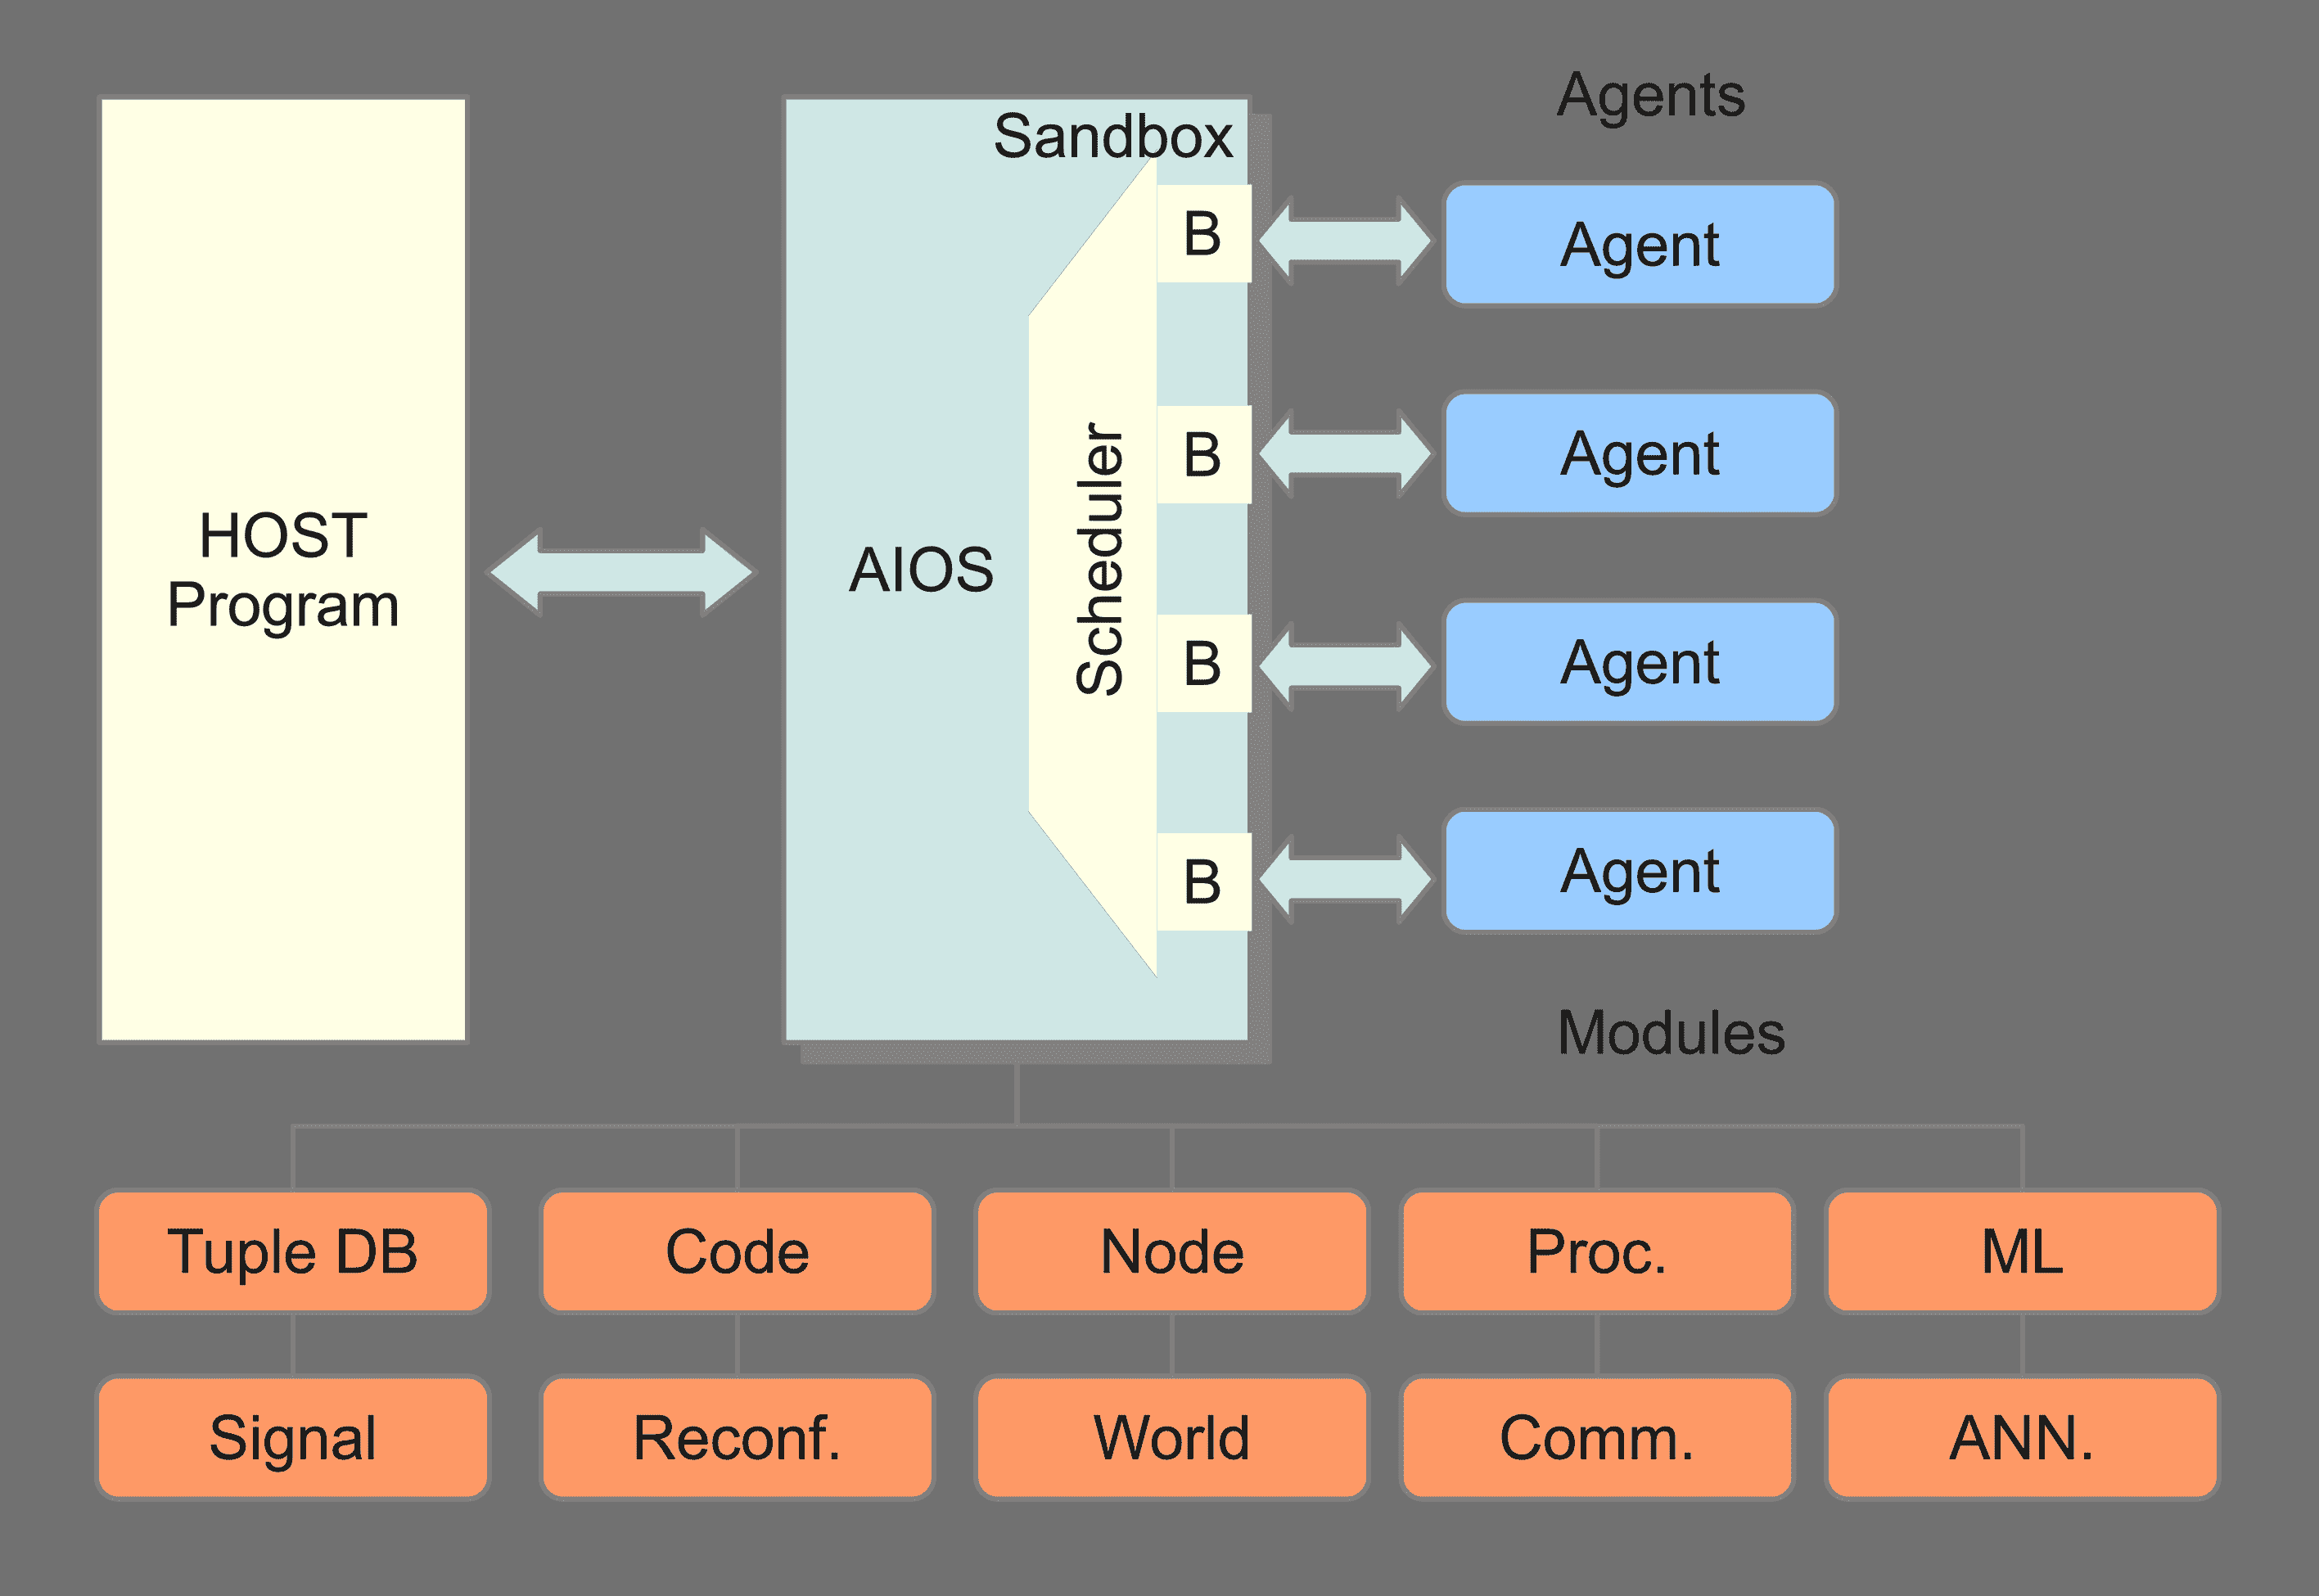 Agents
Sandbox
HOST
Program
AIOS
Scheduler
B
Agent
B
Agent
B
Agent
B
Agent
Modules
Tuple DB
Code
Node
Proc.
ML
Signal
Reconf.
World
Comm.
ANN.